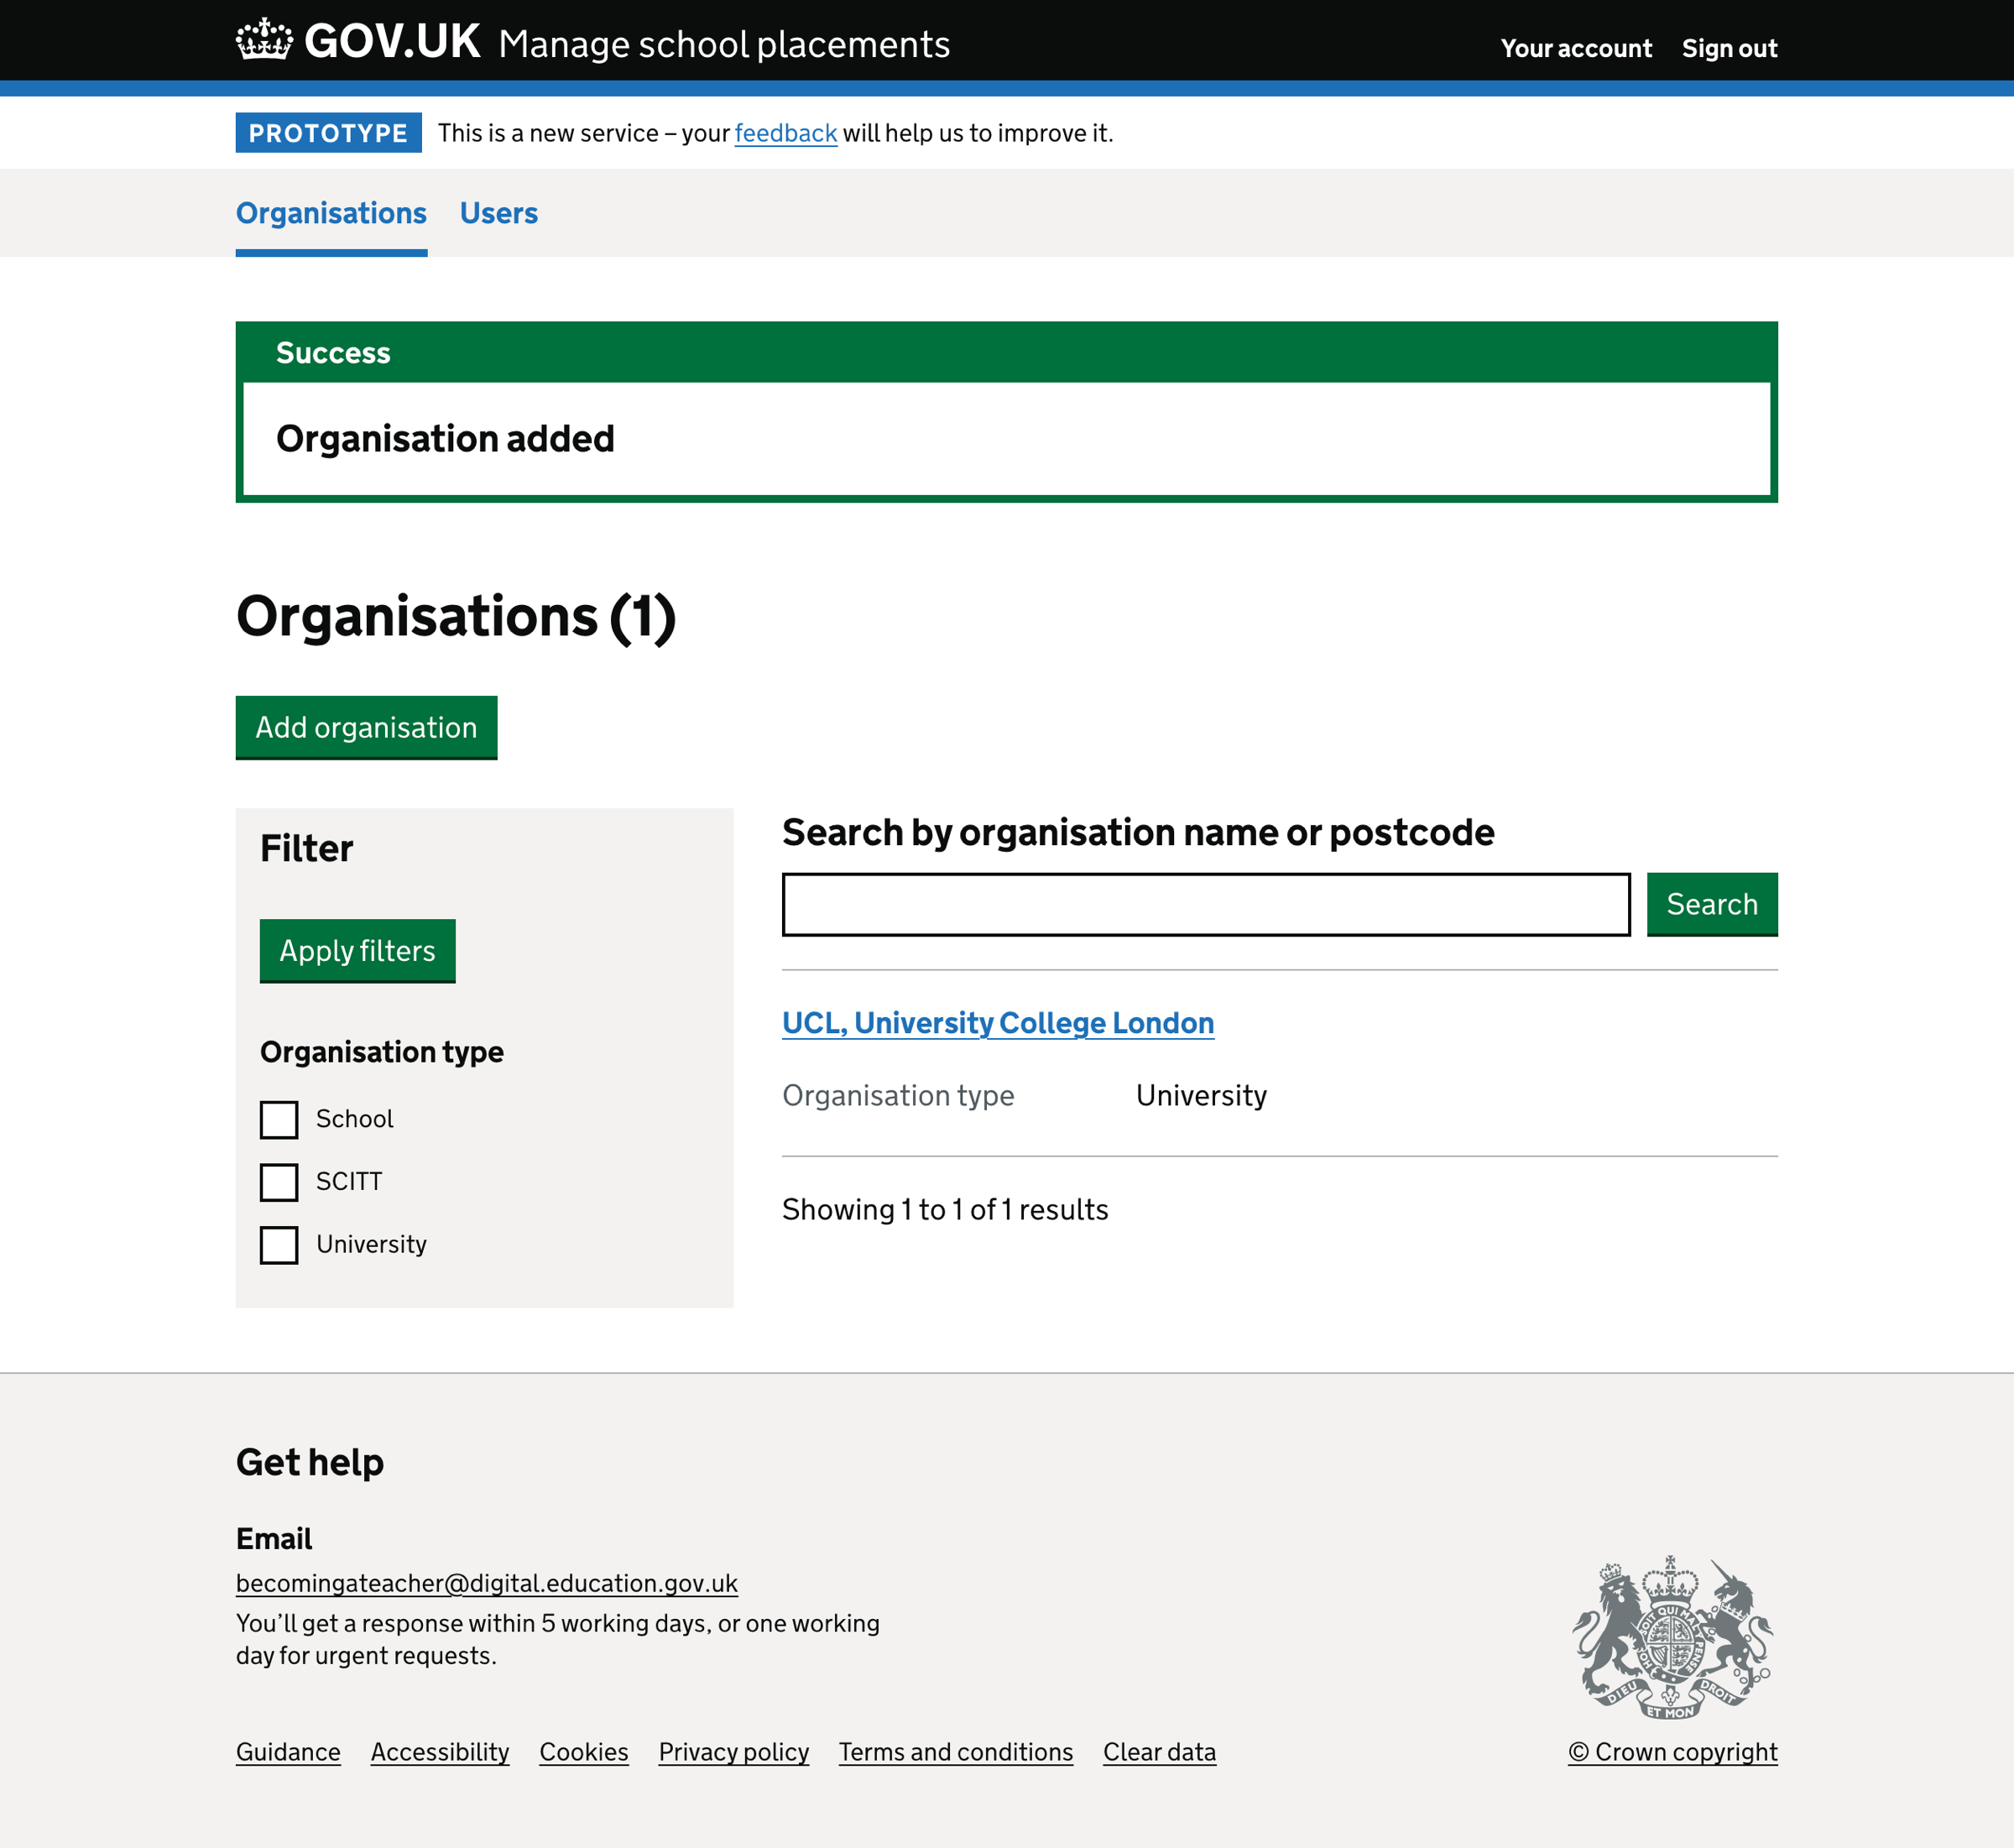 GOV.UK Manage school placements
Your account Sign out
PROTOTYPE This is a new service – your feedback will help us to improve it.
Organisations Users
Success
Organisation added
Organisations (1)
Add organisation
Filter
Apply filters
Organisation type
School
SCITT
University
Search by organisation name or postcode
Search
UCL, University College London
Organisation type University
Showing 1 to 1 of 1 results
Get help
Email
becomingateacher@digital.education.gov.uk
You’ll get a response within 5 working days, or one working
day for urgent requests.
Guidance Accessibility Cookies Privacy policy Terms and conditions Clear data
DIEU ET MON DROIT
© Crown copyright